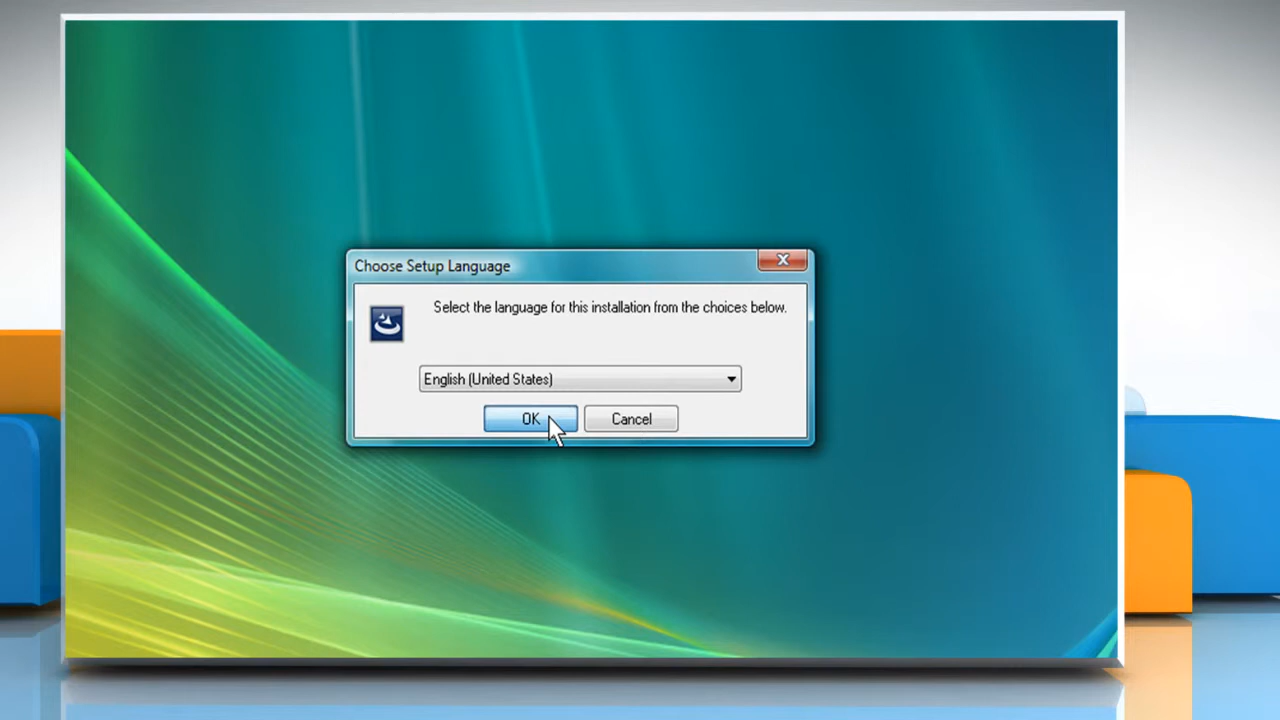 Choose Setup Language
Select the language for this installation from the choices below.
English (United States)
OK
Cancel